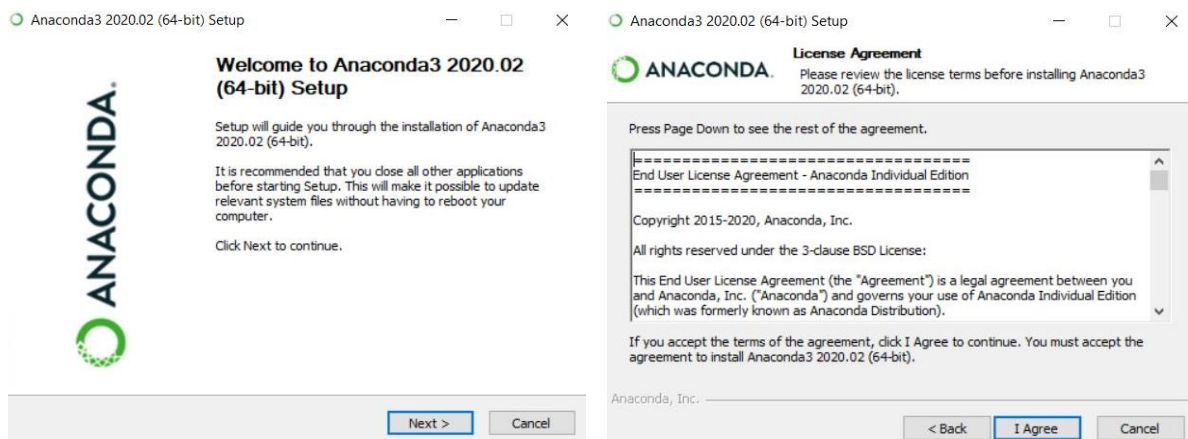 Anaconda3 2020.02 (64-bit) Setup
ANACONDA.
Welcome to Anaconda3 2020.02
(64-bit) Setup
Setup will guide you through the installation of Anaconda3
2020.02 (64-bit).
It is recommended that you close all other applications
before starting Setup. This will make it possible to update
relevant system files without having to reboot your
computer.
Click Next to continue.
Next >
Cancel
Anaconda3 2020.02 (64-bit) Setup
ANACONDA.
License Agreement
Please review the license terms before installing Anaconda3
2020.02 (64-bit).
Press Page Down to see the rest of the agreement.
===================================
End User License Agreement - Anaconda Individual Edition
===================================
Copyright 2015-2020, Anaconda, Inc.
All rights reserved under the 3-clause BSD License:
This End User License Agreement (the "Agreement") is a legal agreement between you
and Anaconda, Inc. ("Anaconda") and governs your use of Anaconda Individual Edition
(which was formerly known as Anaconda Distribution).
If you accept the terms of the agreement, click I Agree to continue. You must accept the
agreement to install Anaconda3 2020.02 (64-bit).
Anaconda, Inc.
< Back
I Agree
Cancel